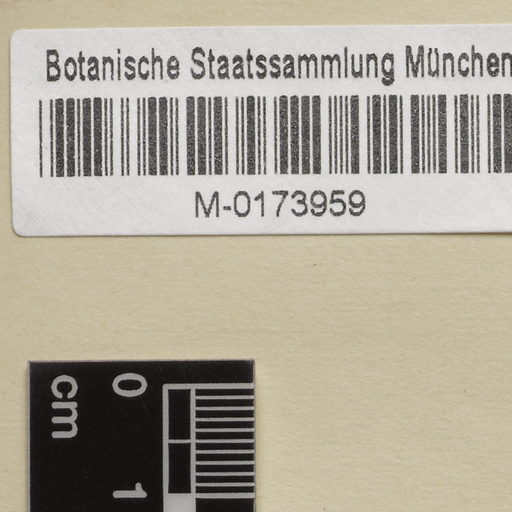 Botanische Staatssammlung München
M-0173959
cm
0
1